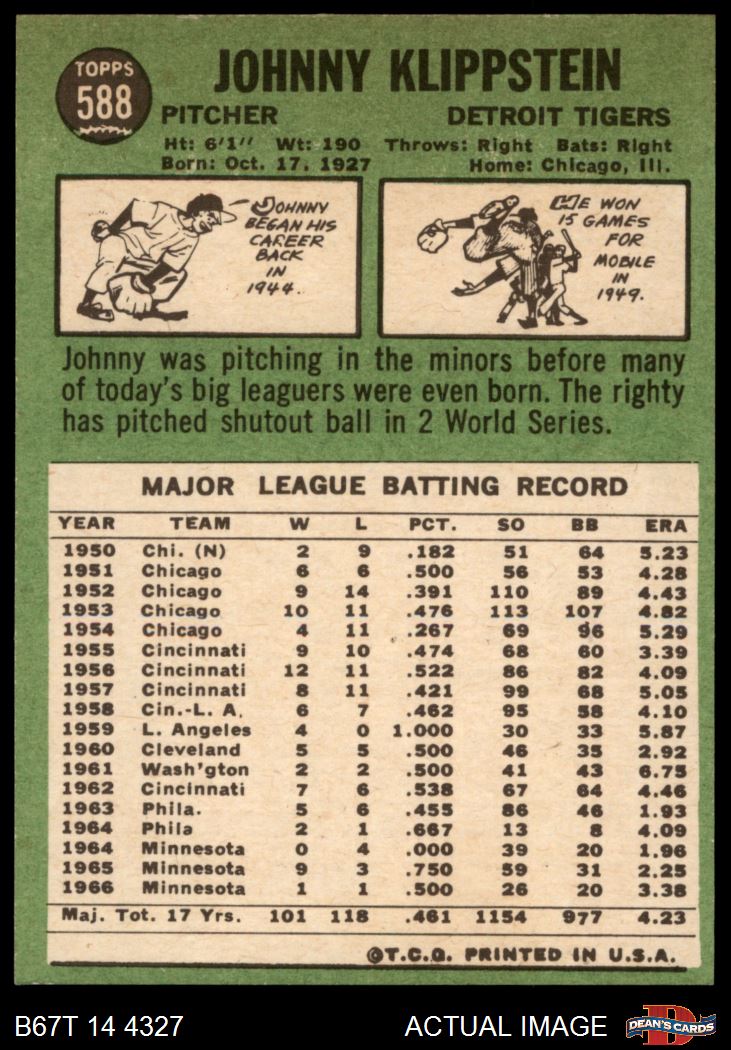 TOPPS
588
JOHNNY KLIPPSTEIN
PITCHER DETROIT TIGERS
Ht: 6'1" Wt: 190 Throws: Right Bats: Right
Born: Oct. 17, 1927 Home: Chicago, Ill.
JOHNNY
BEGAN HIS
CAREER
BACK
IN
1944.
HE WON
15 GAMES
FOR
MOBILE
IN
1949.
Johnny was pitching in the minors before many
of today's big leaguers were even born. The righty
has pitched shutout ball in 2 World Series.
MAJOR LEAGUE BATTING RECORD
YEAR TEAM W L PCT. SO BB ERA
1950 Chi. (N) 2 9 .182 51 64 5.23
1951 Chicago 6 6 .500 56 53 4.28
1952 Chicago 9 14 .391 110 89 4.43
1953 Chicago 10 11 .476 113 107 4.82
1954 Chicago 4 11 .267 69 96 5.29
1955 Cincinnati 9 10 .474 68 60 3.39
1956 Cincinnati 12 11 .522 86 82 4.09
1957 Cincinnati 8 11 .421 99 68 5.05
1958 Cin.-L. A. 6 7 .462 95 58 4.10
1959 L. Angeles 4 0 1.000 30 33 5.87
1960 Cleveland 5 5 .500 46 35 2.92
1961 Wash'gton 2 2 .500 41 43 6.75
1962 Cincinnati 7 6 .538 67 64 4.46
1963 Phila. 5 6 .455 86 46 1.93
1964 Phila 2 1 .667 13 8 4.09
1964 Minnesota 0 4 .000 39 20 1.96
1965 Minnesota 9 3 .750 59 31 2.25
1966 Minnesota 1 1 .500 26 20 3.38
Maj. Tot. 17 Yrs. 101 118 .461 1154 977 4.23
©T.C.G. PRINTED IN U.S.A.
B67T 14 4327 ACTUAL IMAGE DEAN'S CARDS